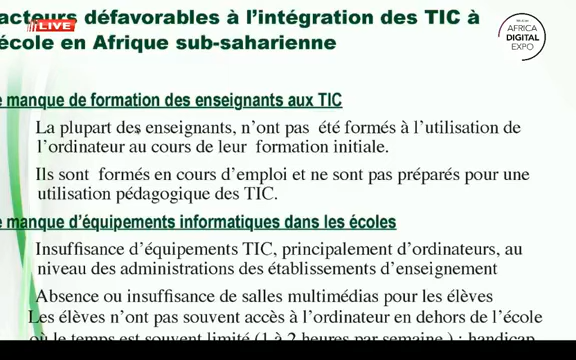 acteurs défavorables à l'intégration des TIC à
LIVE
école en Afrique sub-saharienne
AFRICA
DIGITAL
EXPO
e manque de formation des enseignants aux TIC
La plupart des enseignants, n'ont pas été formés à l'utilisation de
l'ordinateur au cours de leur formation initiale.
Ils sont formés en cours d'emploi et ne sont pas préparés pour une
utilisation pédagogique des TIC.
e manque d'équipements informatiques dans les écoles
Insuffisance d'équipements TIC, principalement d'ordinateurs, au
niveau des administrations des établissements d'enseignement
Absence ou insuffisance de salles multimédias pour les élèves
Les élèves n'ont pas souvent accès à l'ordinateur en dehors de l'école
où le temps est souvent limité (1 à 2 heures par semaine ) : handicap